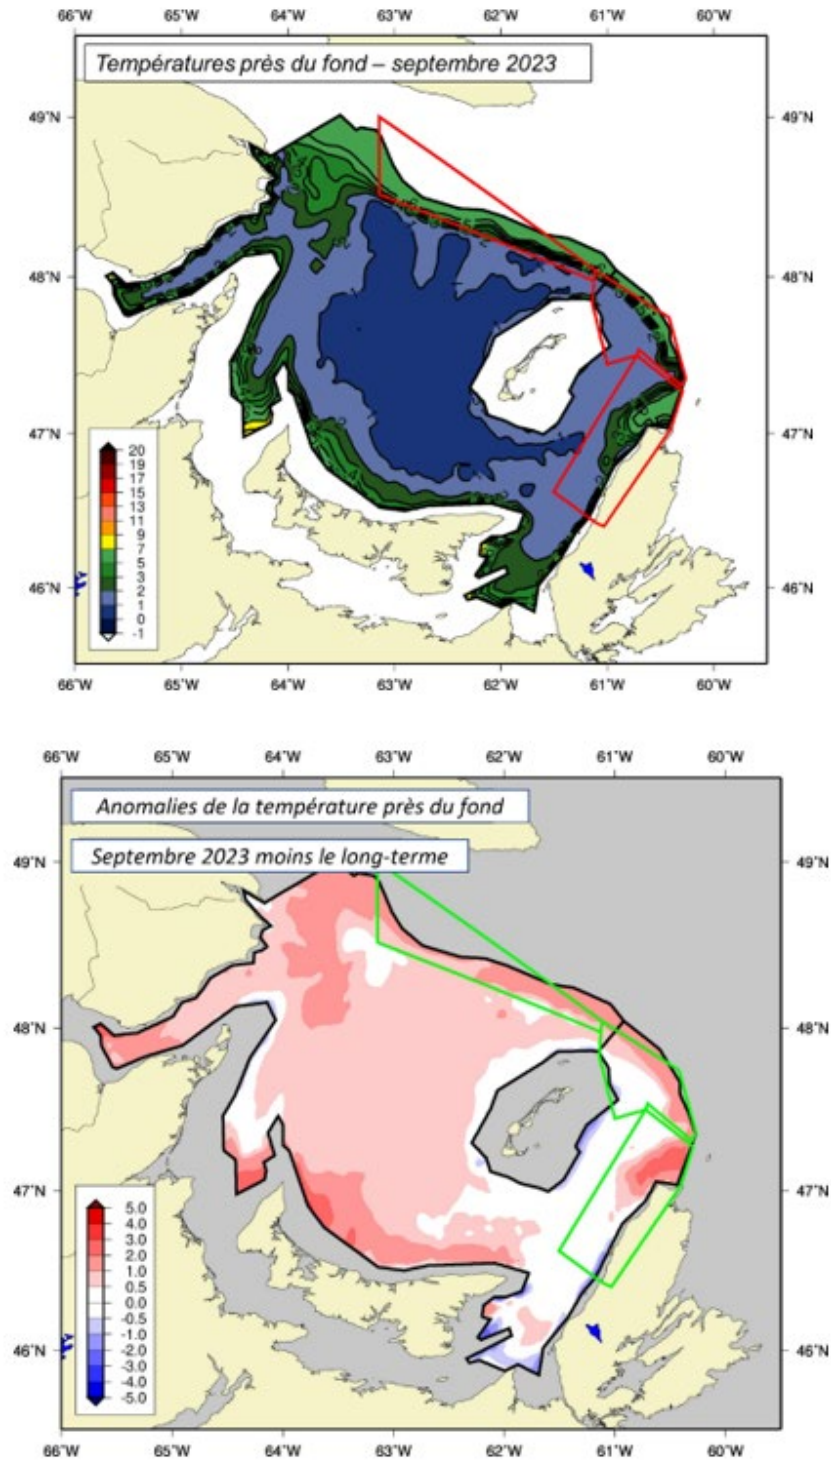 66°W 65°W 64°W 63°W 62°W 61°W 60°W
Températures près du fond – septembre 2023
49°N 49°N
48°N 48°N
47°N 47°N
46°N 46°N
20
19
17
15
13
11
9
7
5
3
2
1
0
-1
66°W 65°W 64°W 63°W 62°W 61°W 60°W
66°W 65°W 64°W 63°W 62°W 61°W 60°W
Anomalies de la température près du fond
Septembre 2023 moins le long-terme
49°N 49°N
48°N 48°N
47°N 47°N
46°N 46°N
5.0
4.0
3.0
2.0
1.0
0.5
0.0
-0.5
-1.0
-2.0
-3.0
-4.0
-5.0
66°W 65°W 64°W 63°W 62°W 61°W 60°W